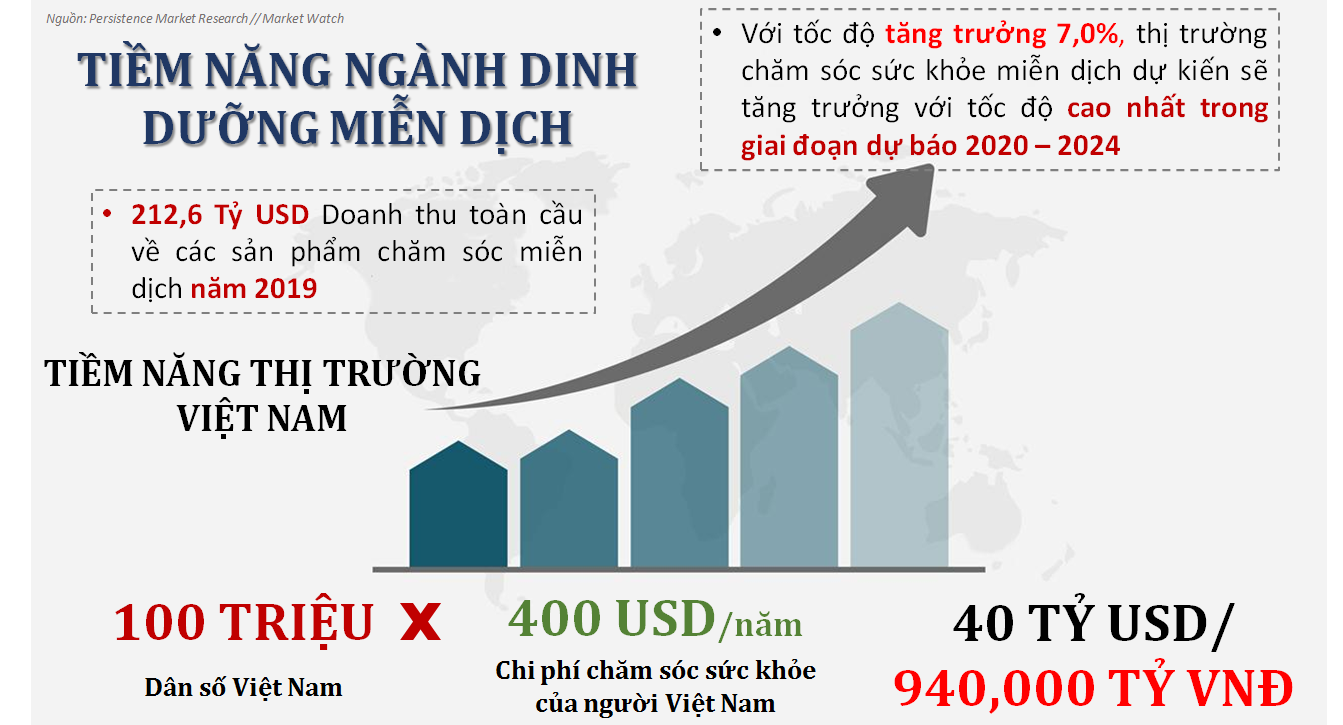 Nguồn: Persistence Market Research // Market Watch
TIỀM NĂNG NGÀNH DINH
DƯỠNG MIỄN DỊCH
• Với tốc độ tăng trưởng 7,0%, thị trường
chăm sóc sức khỏe miễn dịch dự kiến sẽ
tăng trưởng với tốc độ cao nhất trong
giai đoạn dự báo 2020 – 2024
• 212,6 Tỷ USD Doanh thu toàn cầu
về các sản phẩm chăm sóc miễn
dịch năm 2019
TIỀM NĂNG THỊ TRƯỜNG
VIỆT NAM
100 TRIỆU X
Dân số Việt Nam
400 USD/năm
Chi phí chăm sóc sức khỏe
của người Việt Nam
40 TỶ USD/
940,000 TỶ VNĐ